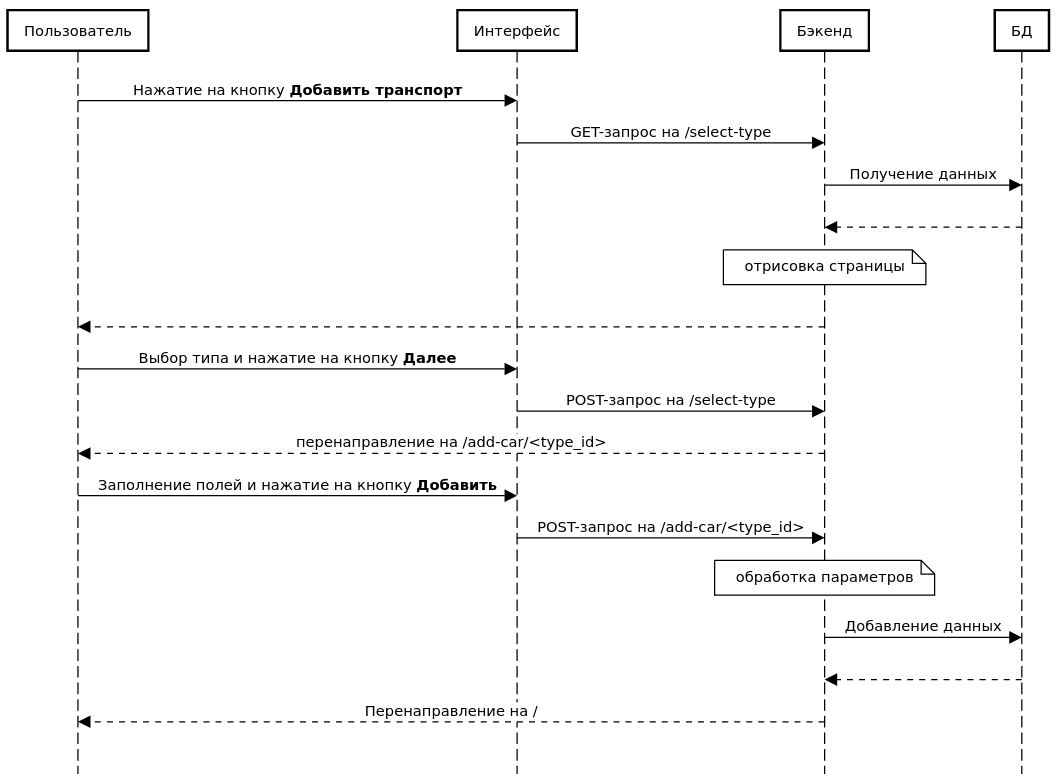 Пользователь
Интерфейс
Бэкенд
БД
Нажатие на кнопку Добавить транспорт
GET-запрос на /select-type
Получение данных
отрисовка страницы
Выбор типа и нажатие на кнопку Далее
POST-запрос на /select-type
перенаправление на /add-car/<type_id>
Заполнение полей и нажатие на кнопку Добавить
POST-запрос на /add-car/<type_id>
обработка параметров
Добавление данных
Перенаправление на /